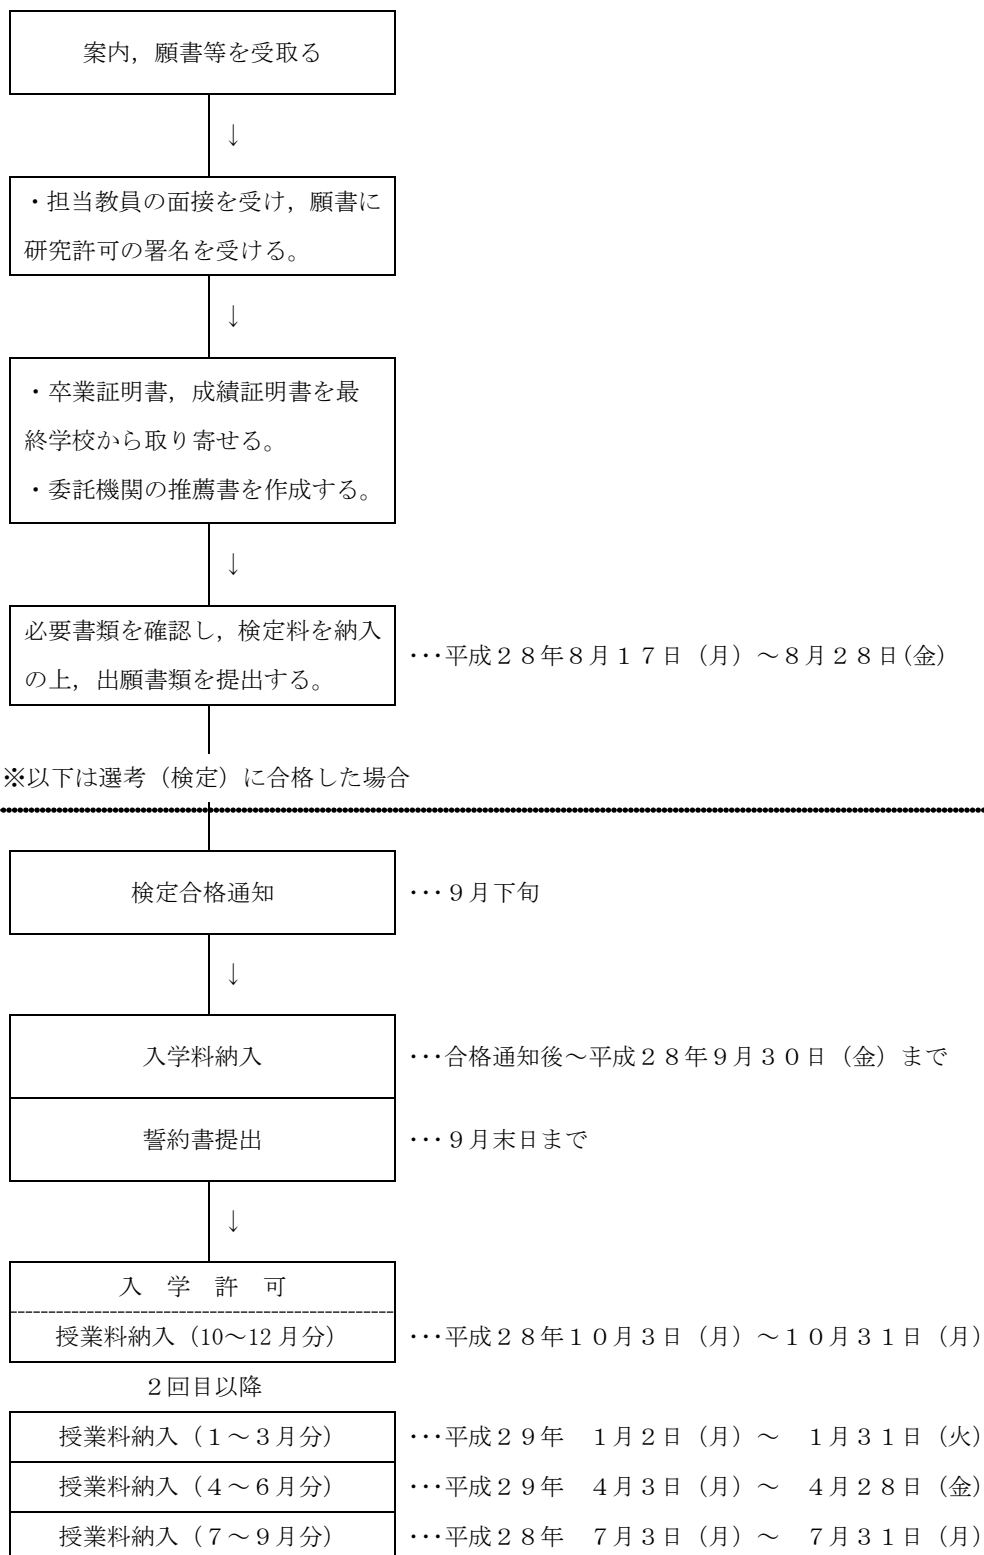 案内，願書等を受取る
↓
・担当教員の面接を受け，願書に
研究許可の署名を受ける。
↓
・卒業証明書，成績証明書を最
終学校から取り寄せる。
・委託機関の推薦書を作成する。
↓
必要書類を確認し，検定料を納入
の上，出願書類を提出する。
･･･平成２８年８月１７日（月）～８月２８日(金)
※以下は選考（検定）に合格した場合
検定合格通知 ･･･９月下旬
↓
入学料納入 ･･･合格通知後～平成２８年９月３０日（金）まで
誓約書提出 ･･･９月末日まで
↓
入　学　許　可
授業料納入（10～12 月分） ･･･平成２８年１０月３日（月）～１０月３１日（月）
２回目以降
授業料納入（１～３月分） ･･･平成２９年　１月２日（月）～　１月３１日（火）
授業料納入（４～６月分） ･･･平成２９年　４月３日（月）～　４月２８日（金）
授業料納入（７～９月分） ･･･平成２８年　７月３日（月）～　７月３１日（月）